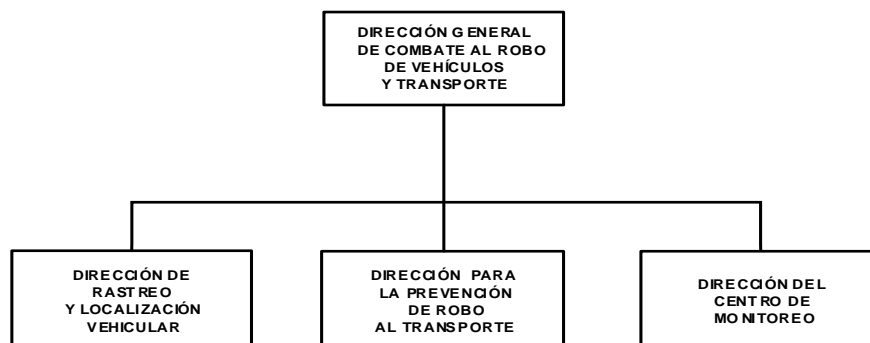 DIRECCIÓN GENERAL
DE COMBATE AL ROBO
DE VEHÍCULOS
Y TRANSPORTE
DIRECCIÓN DE
RASTREO
Y LOCALIZACIÓN
VEHICULAR
DIRECCIÓN PARA
LA PREVENCIÓN
DE ROBO
AL TRANSPORTE
DIRECCIÓN DEL
CENTRO DE
MONITOREO